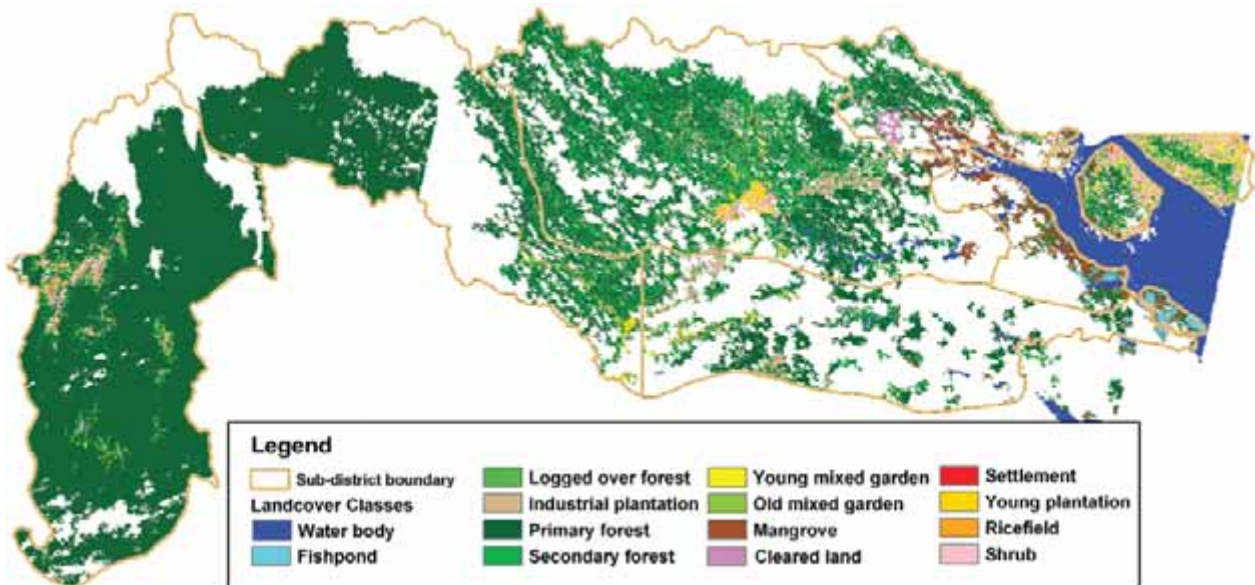 Legend
Sub-district boundary
Landcover Classes
Water body
Fishpond
Logged over forest
Industrial plantation
Primary forest
Secondary forest
Young mixed garden
Old mixed garden
Mangrove
Cleared land
Settlement
Young plantation
Ricefield
Shrub